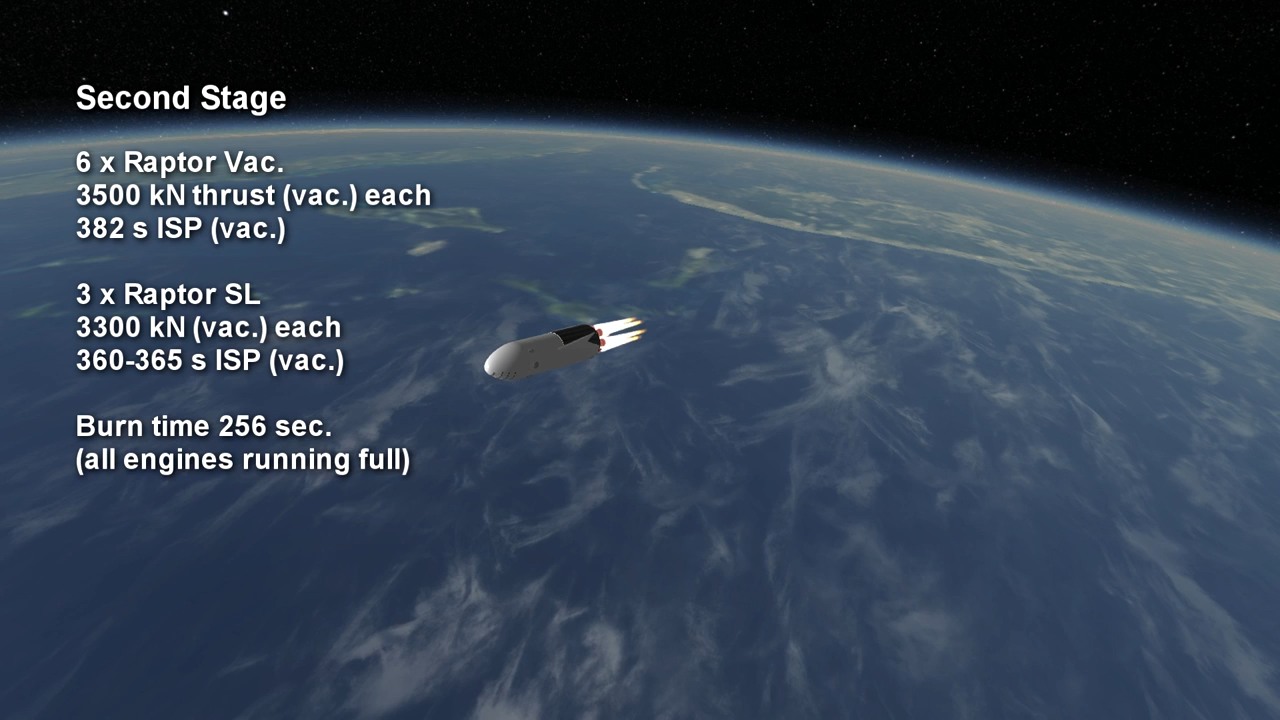 Second Stage
6 x Raptor Vac.
3500 kN thrust (vac.) each
382 s ISP (vac.)
3 x Raptor SL
3300 kN (vac.) each
360-365 s ISP (vac.)
Burn time 256 sec.
(all engines running full)